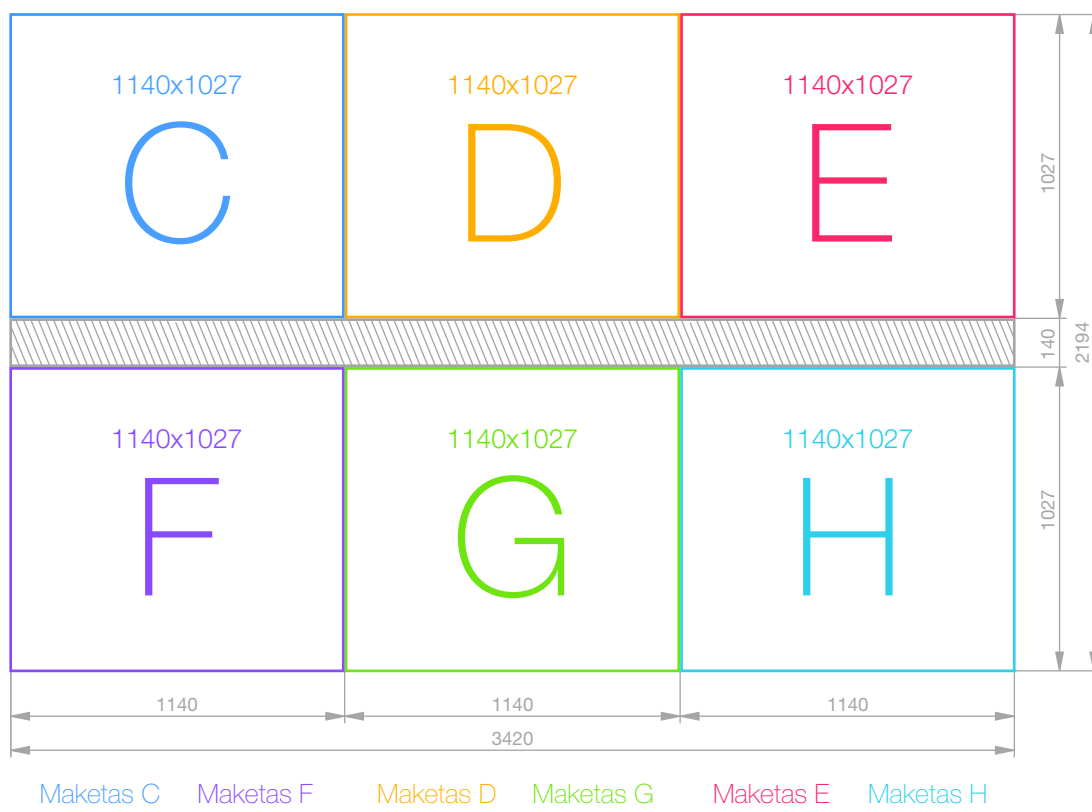 1140x1027 1140x1027 1140x1027
C D E
1027
140
2194
1140x1027 1140x1027 1140x1027
F G H
1027
1140 1140 1140
3420
Maketas C Maketas F Maketas D Maketas G Maketas E Maketas H